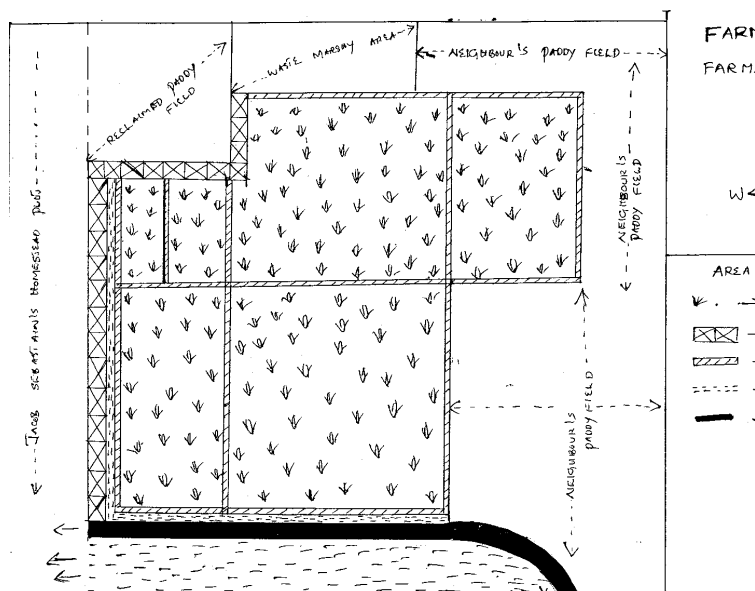 FARM
FARMA
WASTE MARSHY AREA
NEIGHBOUR'S PADDY FIELD
RECLAIMED PADDY
FIELD
NEIGHBOUR'S
PADDY FIELD
W
AREA
JACOB SEBASTIAN'S HOMESTEAD PLOT
NEIGHBOUR'S
PADDY FIELD